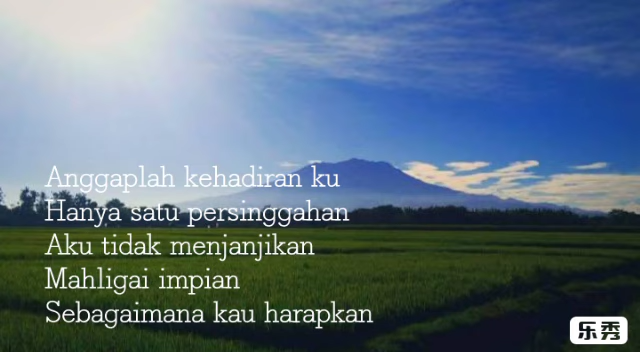 Anggaplah kehadiran ku
Hanya satu persinggahan
Aku tidak menjanjikan
Mahligai impian
Sebagaimana kau harapkan
乐秀